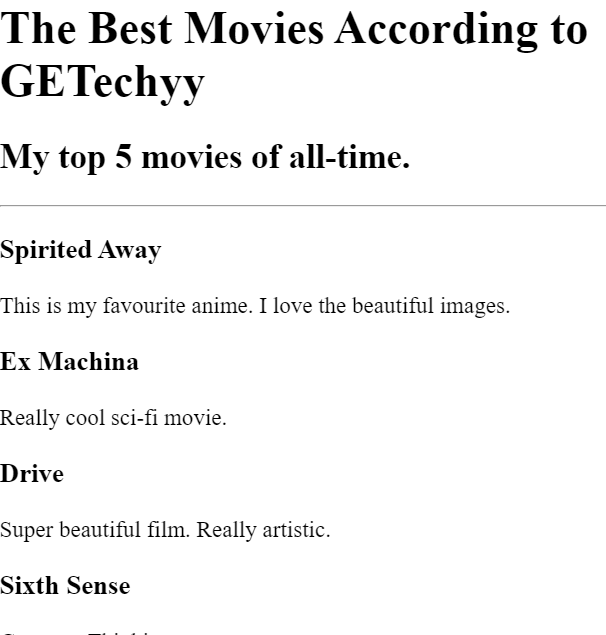 The Best Movies According to
GETechyy
My top 5 movies of all-time.
Spirited Away
This is my favourite anime. I love the beautiful images.
Ex Machina
Really cool sci-fi movie.
Drive
Super beautiful film. Really artistic.
Sixth Sense